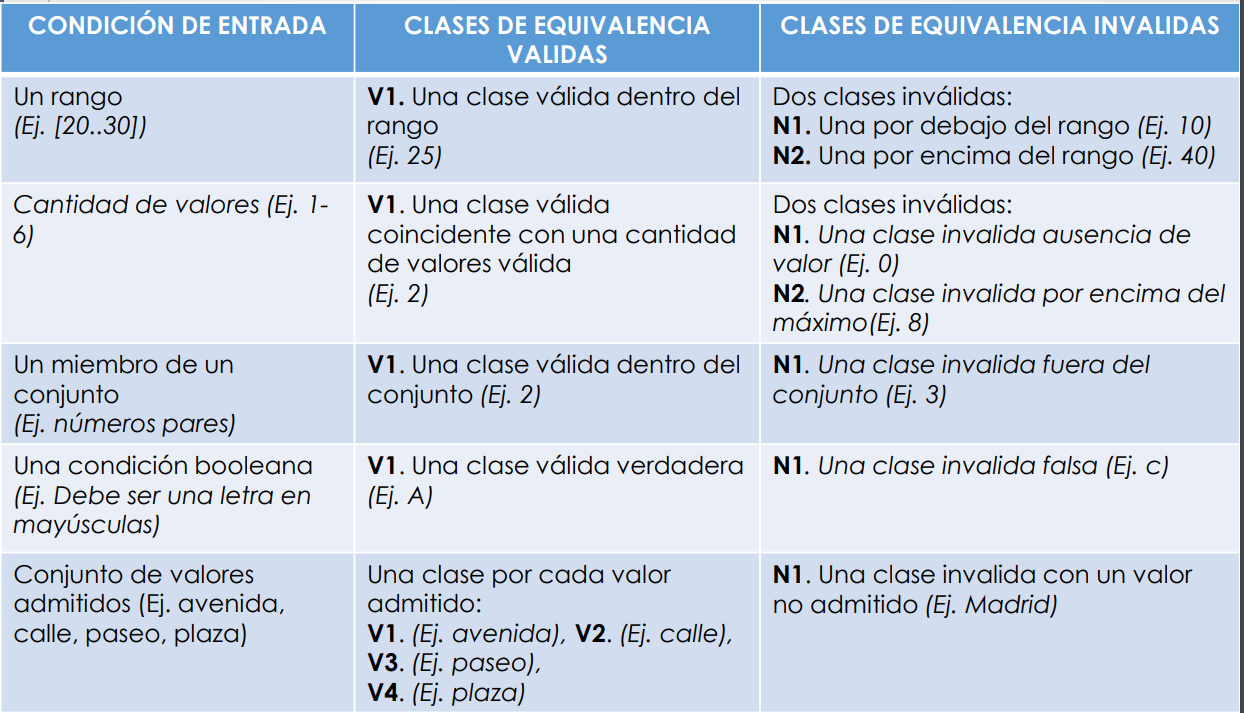 CONDICIÓN DE ENTRADA
CLASES DE EQUIVALENCIA
VALIDAS
CLASES DE EQUIVALENCIA INVALIDAS
Un rango
(Ej. [20..30])
V1. Una clase válida dentro del
rango
(Ej. 25)
Dos clases inválidas:
N1. Una por debajo del rango (Ej. 10)
N2. Una por encima del rango (Ej. 40)
Cantidad de valores (Ej. 1-
6)
V1. Una clase válida
coincidente con una cantidad
de valores válida
(Ej. 2)
Dos clases inválidas:
N1. Una clase invalida ausencia de
valor (Ej. 0)
N2. Una clase invalida por encima del
máximo(Ej. 8)
Un miembro de un
conjunto
(Ej. números pares)
V1. Una clase válida dentro del
conjunto (Ej. 2)
N1. Una clase invalida fuera del
conjunto (Ej. 3)
Una condición booleana
(Ej. Debe ser una letra en
mayúsculas)
V1. Una clase válida verdadera
(Ej. A)
N1. Una clase invalida falsa (Ej. c)
Conjunto de valores
admitidos (Ej. avenida,
calle, paseo, plaza)
Una clase por cada valor
admitido:
V1. (Ej. avenida), V2. (Ej. calle),
V3. (Ej. paseo),
V4. (Ej. plaza)
N1. Una clase invalida con un valor
no admitido (Ej. Madrid)